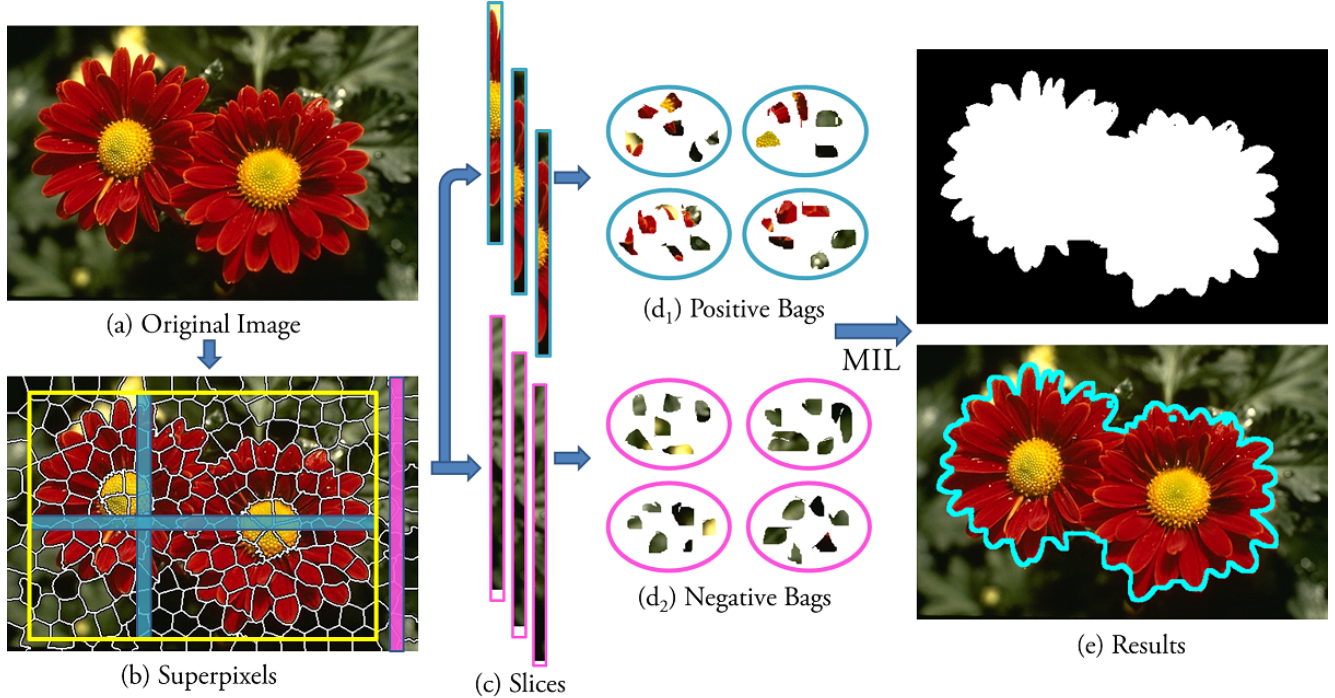 (a) Original Image
(b) Superpixels
(c) Slices
(d₁) Positive Bags
(d₂) Negative Bags
MIL
(e) Results